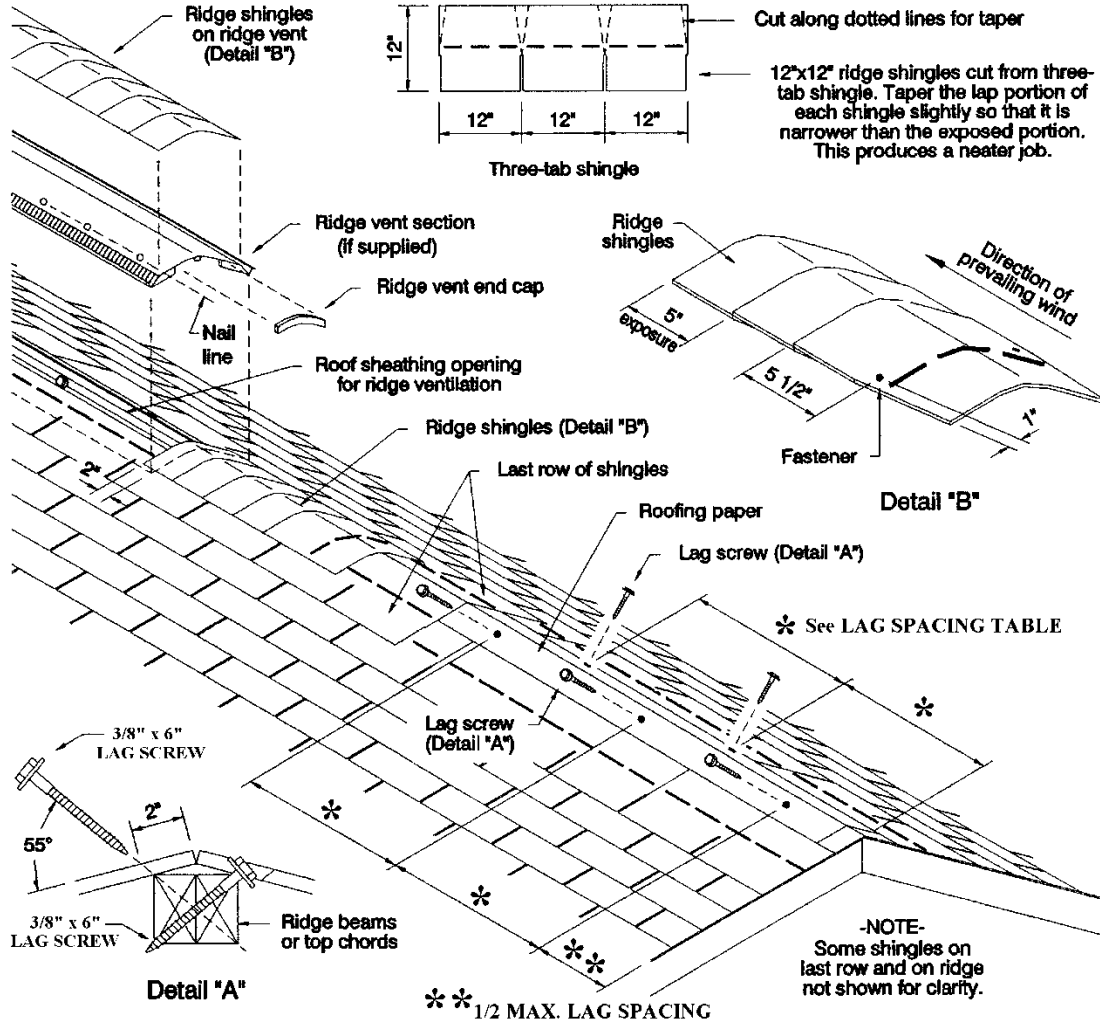 Ridge shingles
on ridge vent
(Detail "B")
12"
12"
12"
12"
Three-tab shingle
Cut along dotted lines for taper
12"x12" ridge shingles cut from three-
tab shingle. Taper the lap portion of
each shingle slightly so that it is
narrower than the exposed portion.
This produces a neater job.
Ridge vent section
(if supplied)
Ridge vent end cap
Nail
line
Roof sheathing opening
for ridge ventilation
Ridge shingles (Detail "B")
2"
Last row of shingles
Roofing paper
Lag screw (Detail "A")
Ridge
shingles
Direction of
prevailing wind
5"
exposure
5 1/2"
1"
Fastener
Detail "B"
* See LAG SPACING TABLE
*
Lag screw
(Detail "A")
*
*
**
3/8" x 6"
LAG SCREW
2"
55°
3/8" x 6"
LAG SCREW
Ridge beams
or top chords
Detail "A"
-NOTE-
Some shingles on
last row and on ridge
not shown for clarity.
** 1/2 MAX. LAG SPACING